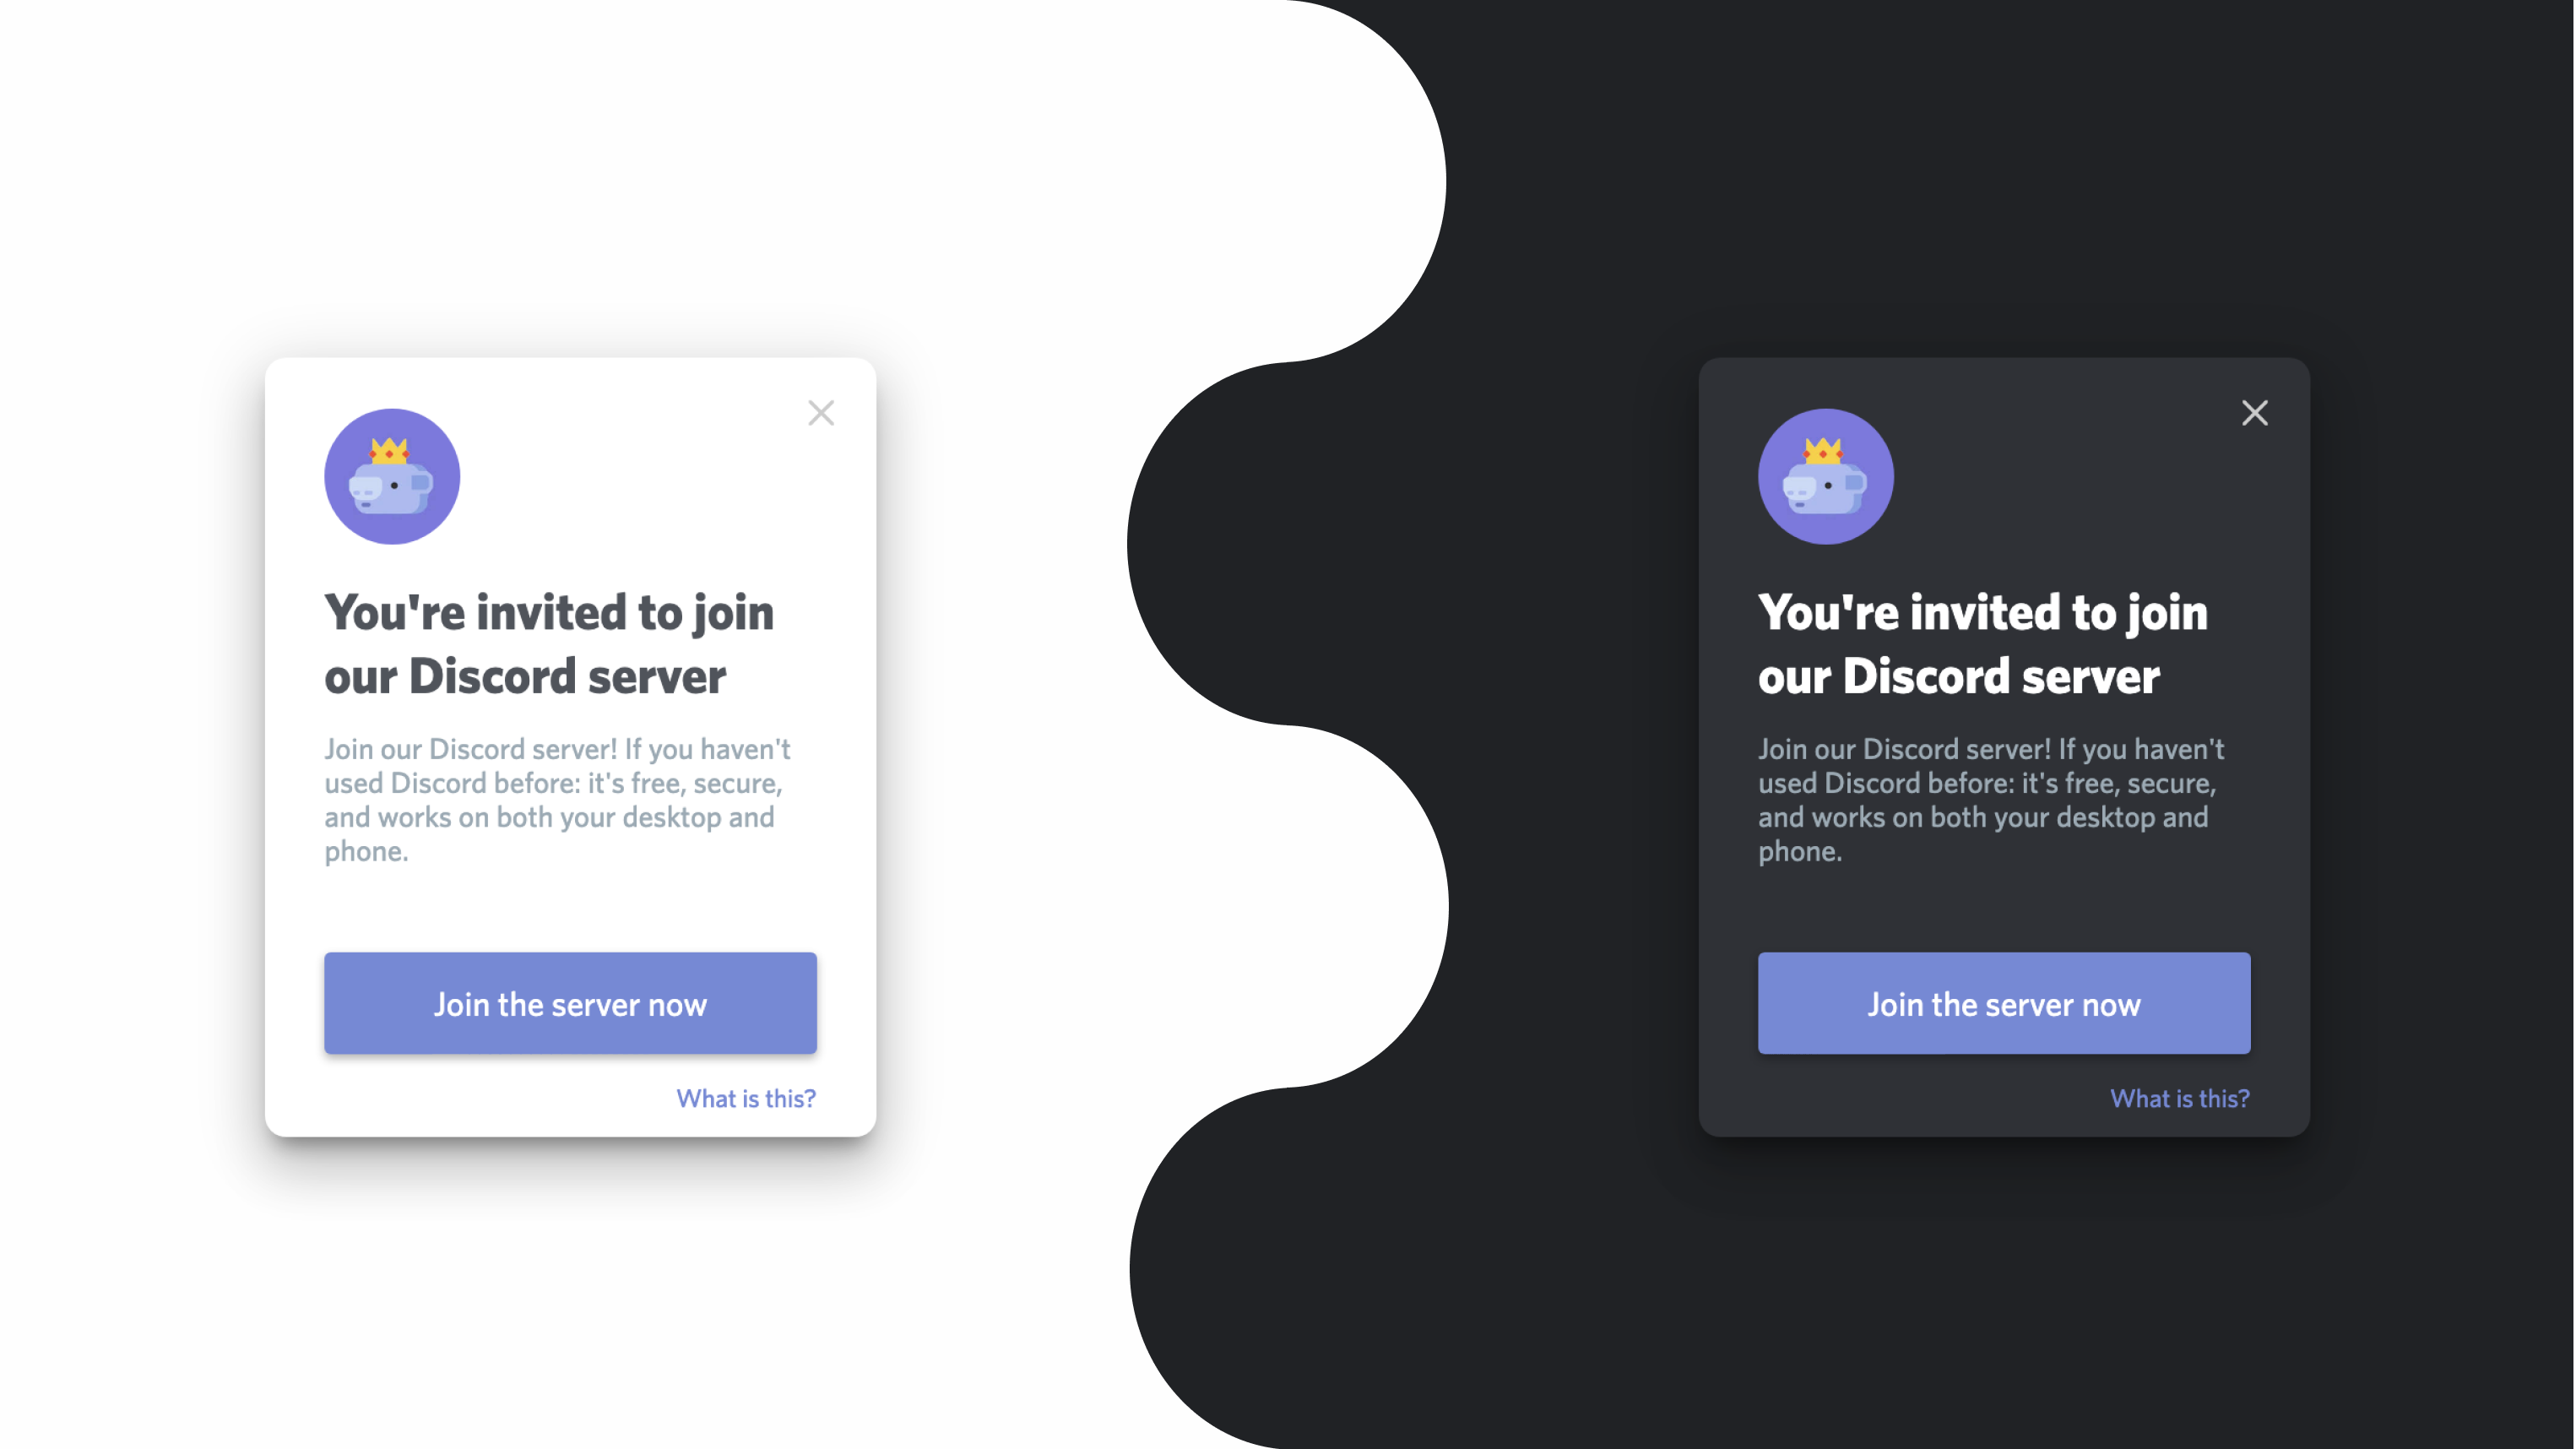 You're invited to join
our Discord server
Join our Discord server! If you haven't
used Discord before: it's free, secure,
and works on both your desktop and
phone.
Join the server now
What is this?
You're invited to join
our Discord server
Join our Discord server! If you haven't
used Discord before: it's free, secure,
and works on both your desktop and
phone.
Join the server now
What is this?